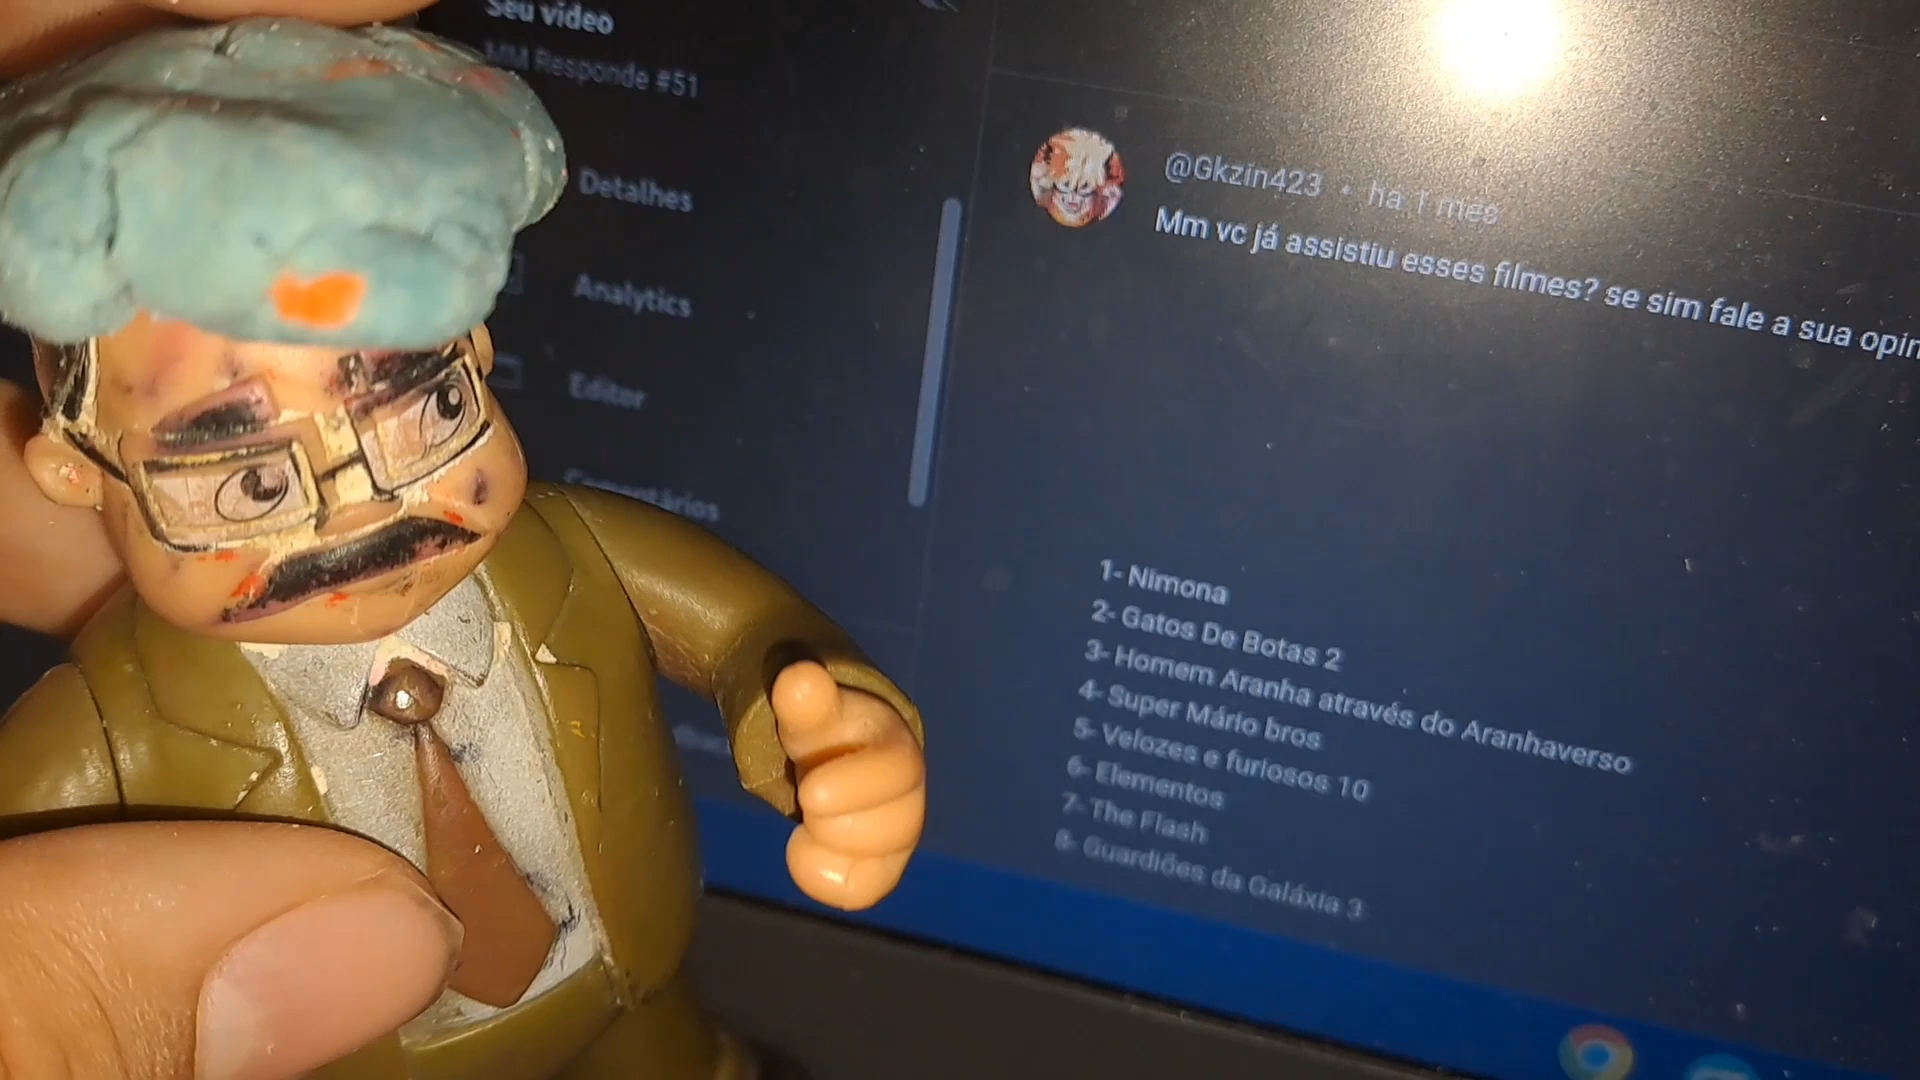 Seu vídeo
MM Responde #51
Detalhes
Analytics
Editor
Comentários
@Gkzin423 • há 1 mês
Mm vc já assistiu esses filmes? se sim fale a sua
1- Nimona
2- Gatos De Botas 2
3- Homem Aranha através do Aranhaverso
4- Super Mário bros
5- Velozes e furiosos 10
6- Elementos
7- The Flash
8- Guardiões da Galáxia 3